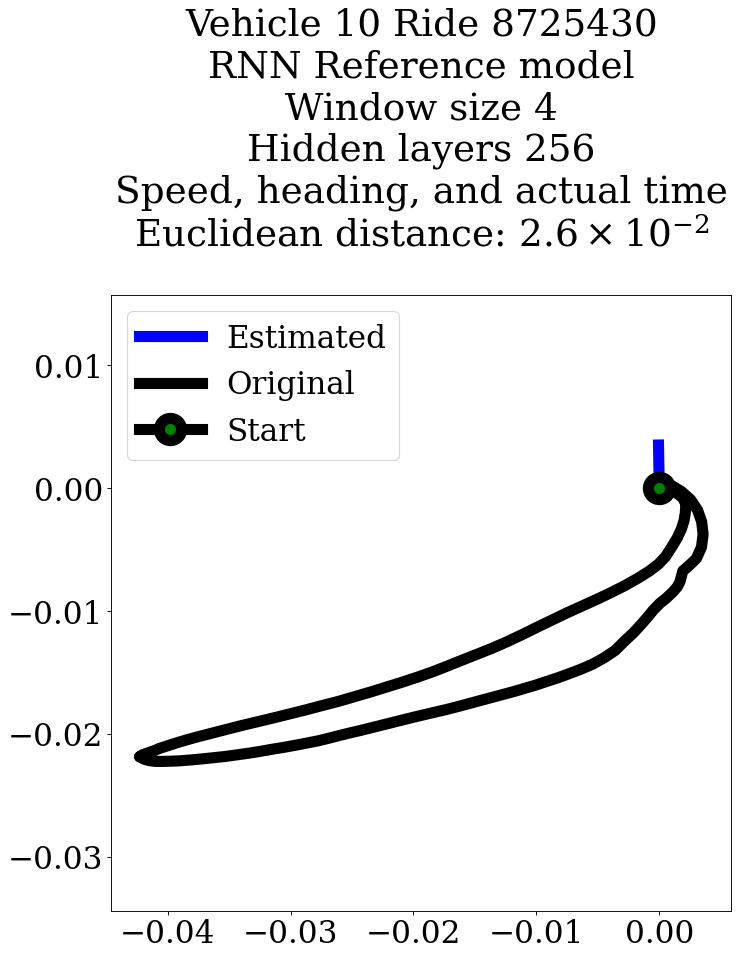 Vehicle 10 Ride 8725430
RNN Reference model
Window size 4
Hidden layers 256
Speed, heading, and actual time
Euclidean distance: 2.6 × 10⁻²
Estimated
Original
Start
0.01
0.00
−0.01
−0.02
−0.03
−0.04 −0.03 −0.02 −0.01 0.00